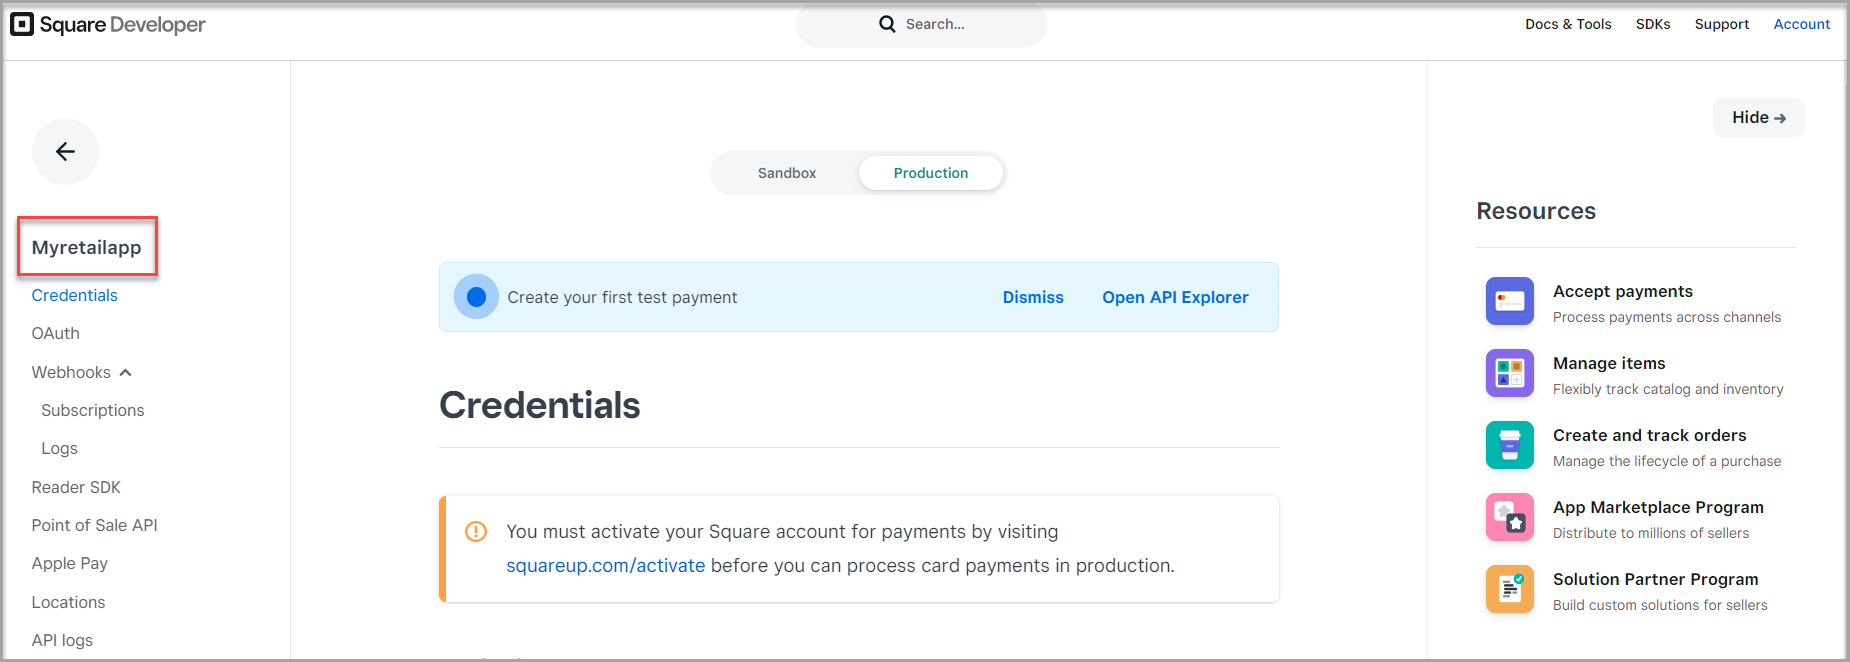 Square Developer
Search...
Docs & Tools
SDKs
Support
Account
Myretailapp
Credentials
OAuth
Webhooks
Subscriptions
Logs
Reader SDK
Point of Sale API
Apple Pay
Locations
API logs
Sandbox
Production
Create your first test payment
Dismiss
Open API Explorer
Credentials
You must activate your Square account for payments by visiting
squareup.com/activate before you can process card payments in production.
Hide →
Resources
Accept payments
Process payments across channels
Manage items
Flexibly track catalog and inventory
Create and track orders
Manage the lifecycle of a purchase
App Marketplace Program
Distribute to millions of sellers
Solution Partner Program
Build custom solutions for sellers